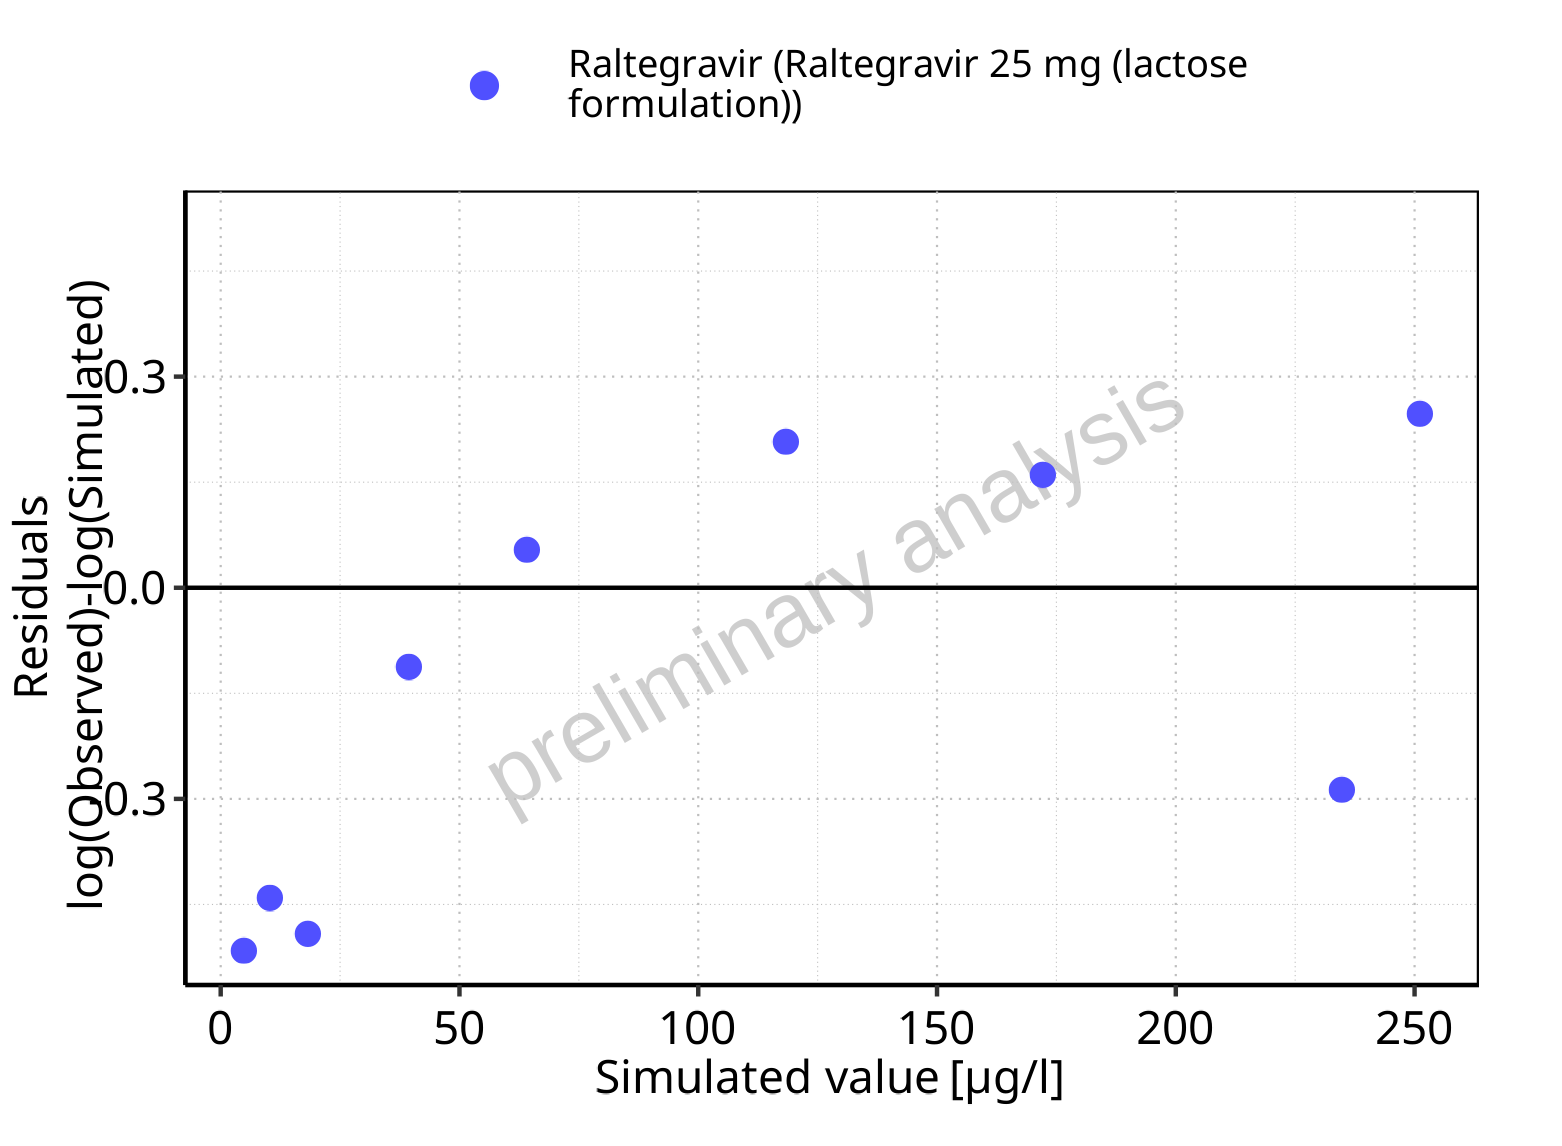 Raltegravir (Raltegravir 25 mg (lactose
formulation))
Residuals
log(Observed)-log(Simulated)
0.3
0.0
-0.3
preliminary analysis
0 50 100 150 200 250
Simulated value [µg/l]